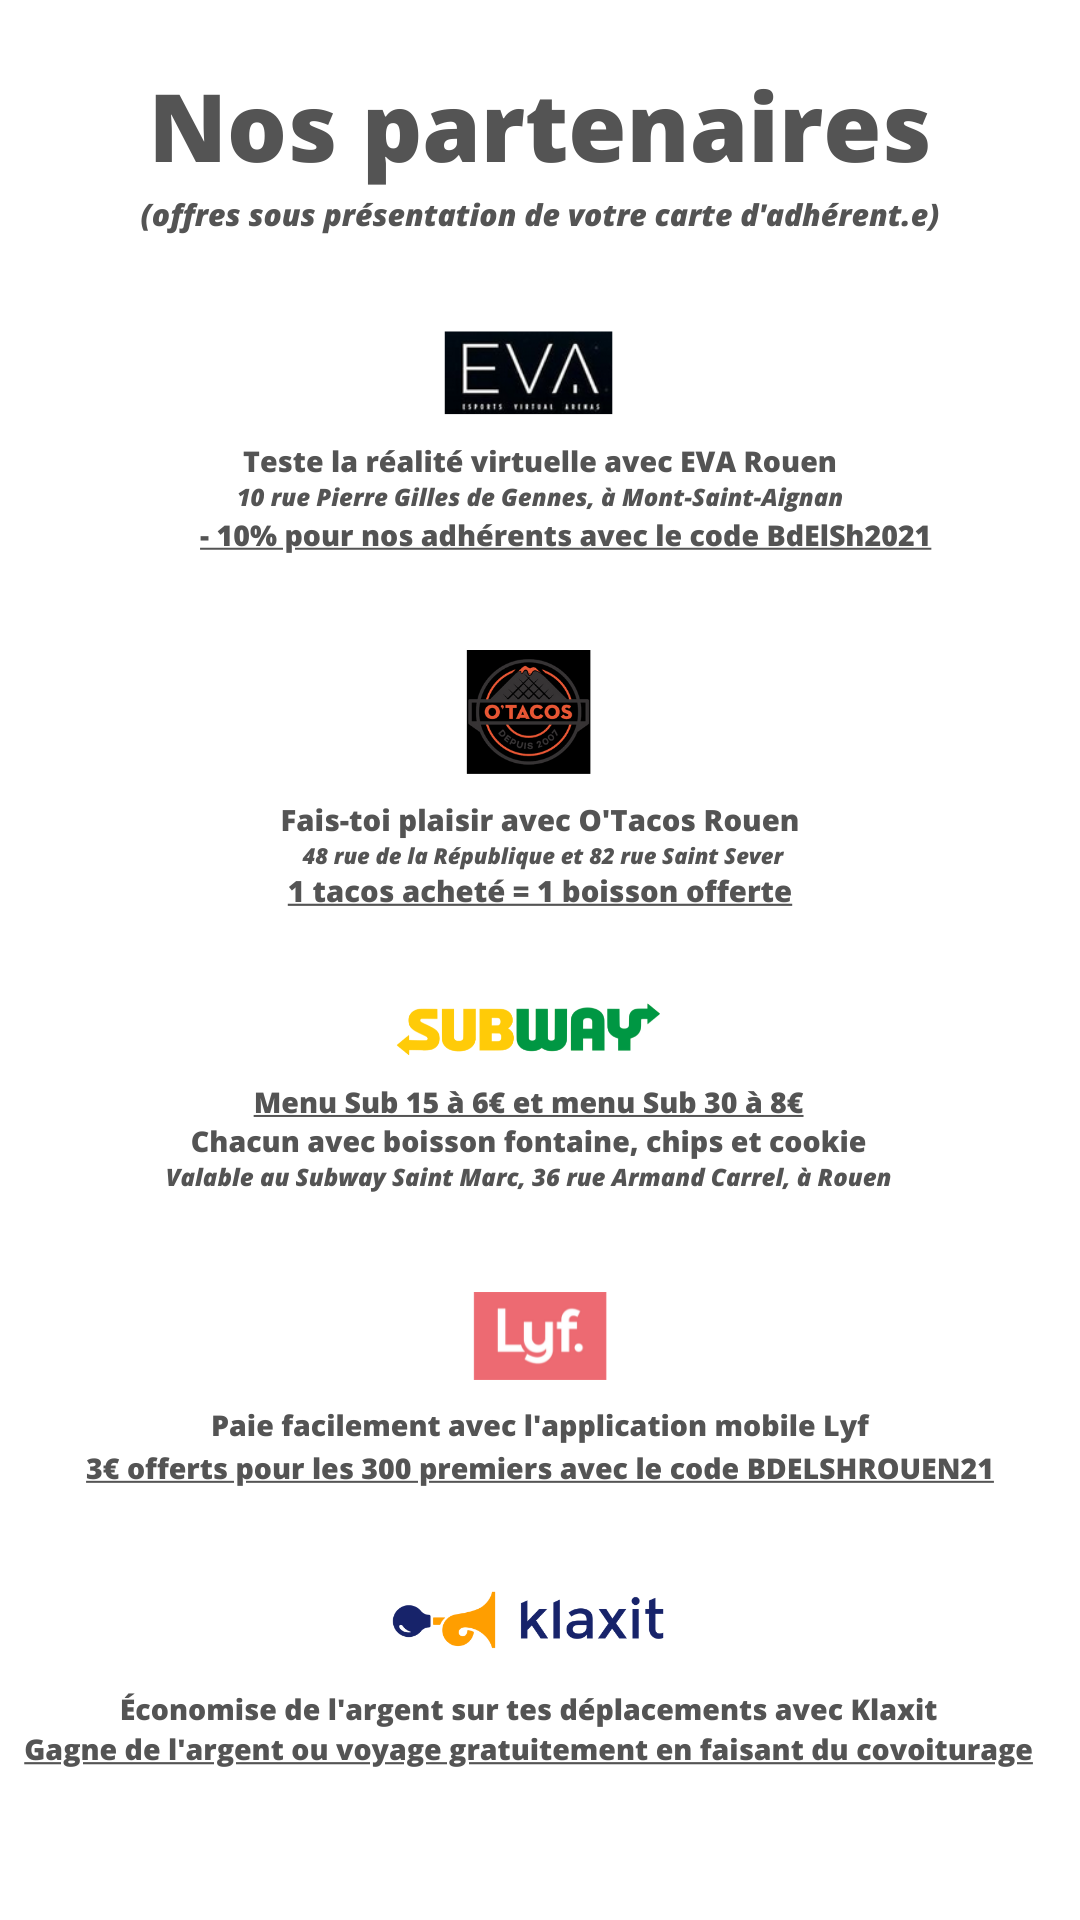 Nos partenaires
(offres sous présentation de votre carte d'adhérent.e)
EVA
ESPORTS VIRTUAL ARENAS
Teste la réalité virtuelle avec EVA Rouen
10 rue Pierre Gilles de Gennes, à Mont-Saint-Aignan
- 10% pour nos adhérents avec le code BdElSh2021
O'TACOS
DEPUIS 2007
Fais-toi plaisir avec O'Tacos Rouen
48 rue de la République et 82 rue Saint Sever
1 tacos acheté = 1 boisson offerte
SUBWAY
Menu Sub 15 à 6€ et menu Sub 30 à 8€
Chacun avec boisson fontaine, chips et cookie
Valable au Subway Saint Marc, 36 rue Armand Carrel, à Rouen
Lyf.
Paie facilement avec l'application mobile Lyf
3€ offerts pour les 300 premiers avec le code BDELSHROUEN21
klaxit
Économise de l'argent sur tes déplacements avec Klaxit
Gagne de l'argent ou voyage gratuitement en faisant du covoiturage